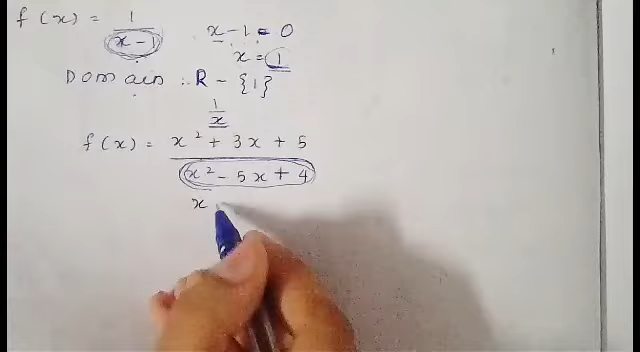 f(x) = 1 / x-1   x-1 = 0
x = 1
Domain : R - {1}
1/x
f(x) = x² + 3x + 5
x² - 5x + 4
x